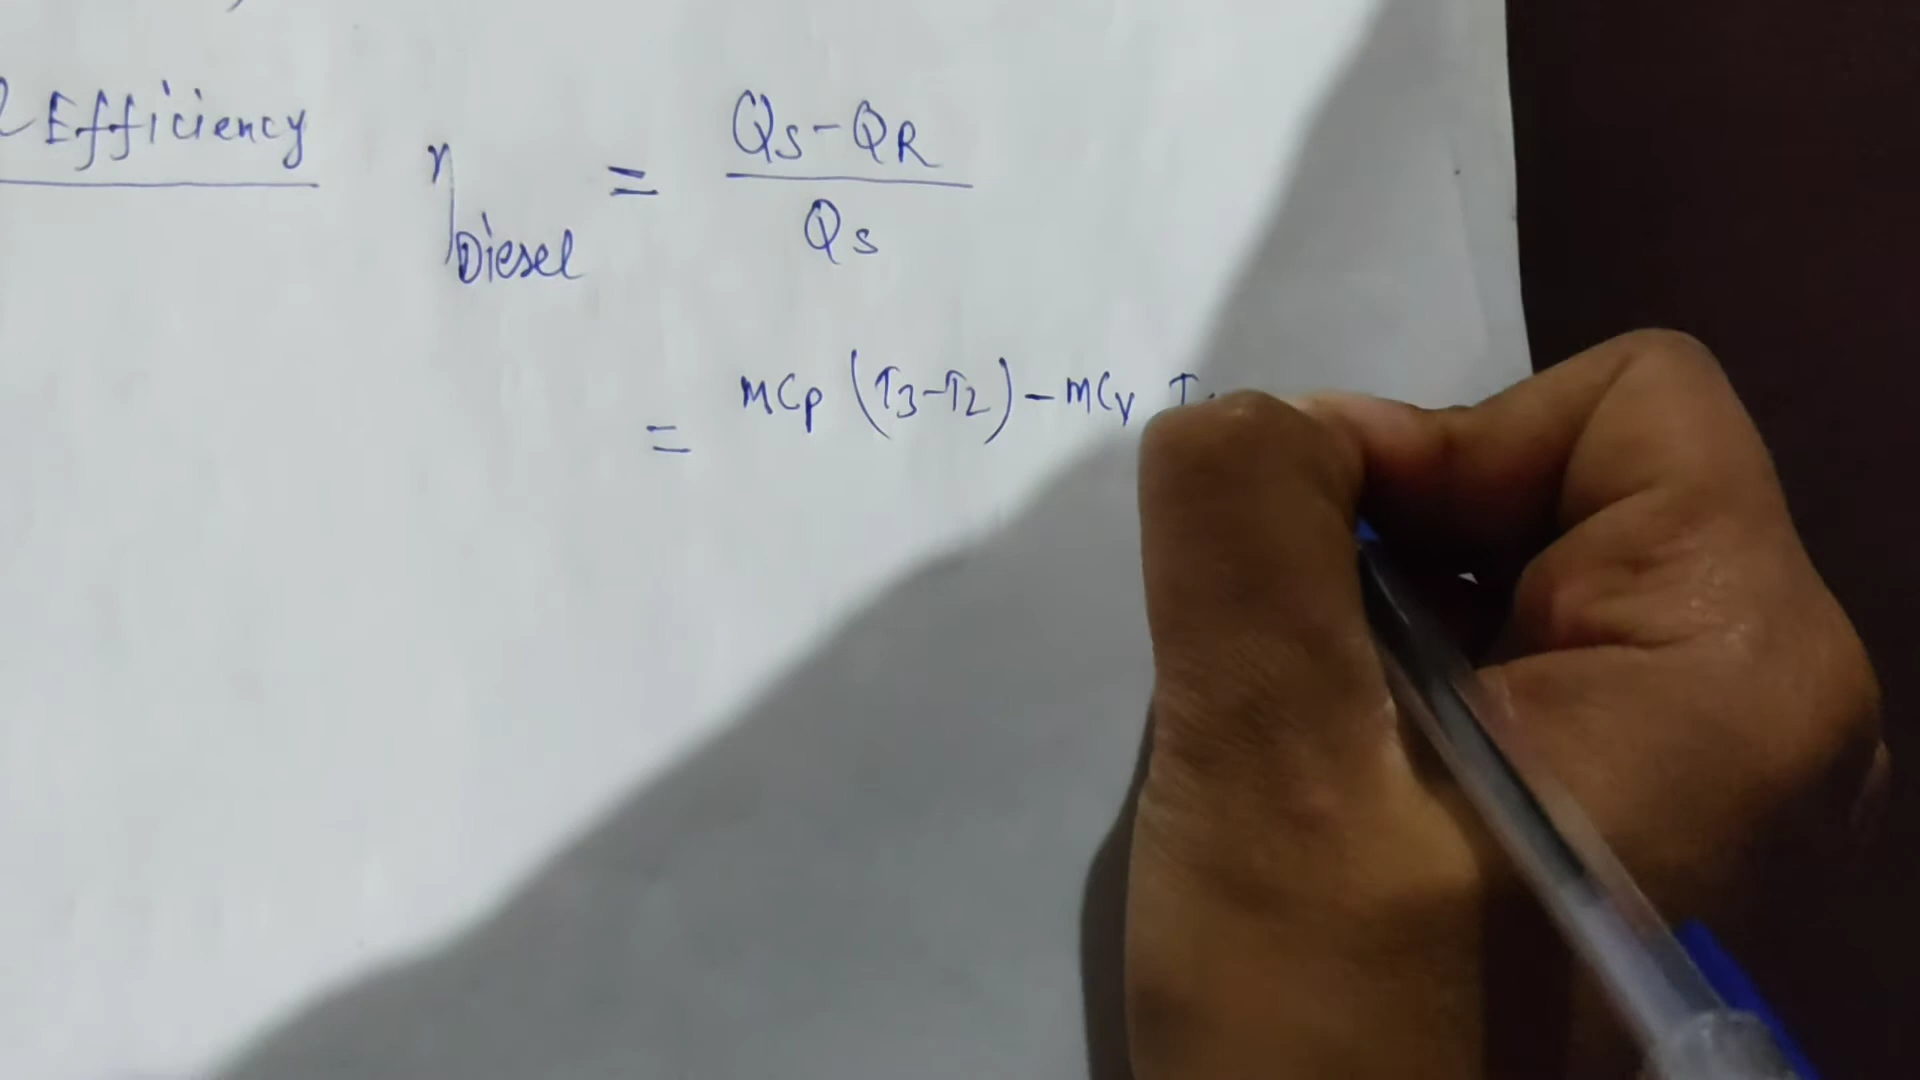 Efficiency η Diesel = QS-QR / QS
= mCp (T3-T2) - mCv T